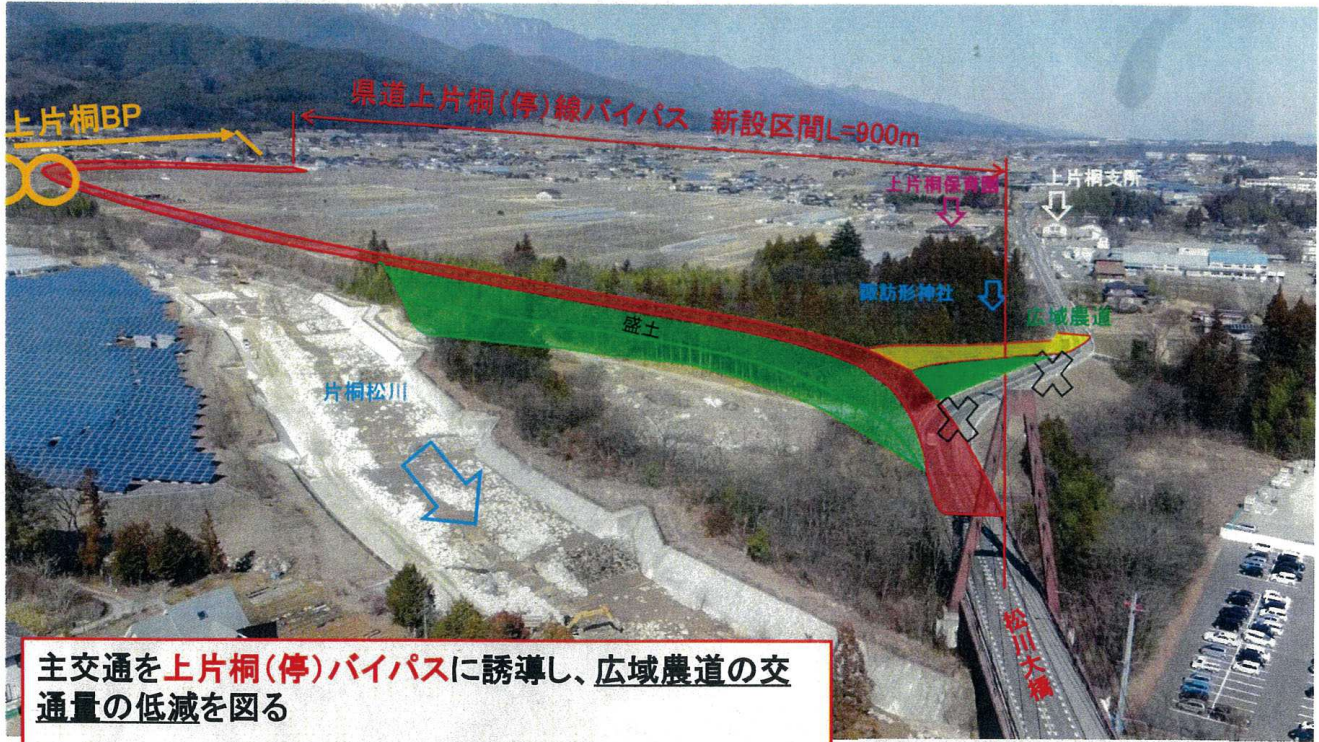 上片桐BP
県道上片桐(停)線バイパス 新設区間L=900m
上片桐保育園
上片桐支所
諏訪形神社
広域農道
盛土
片桐松川
松川大橋
主交通を上片桐(停)バイパスに誘導し、広域農道の交
通量の低減を図る